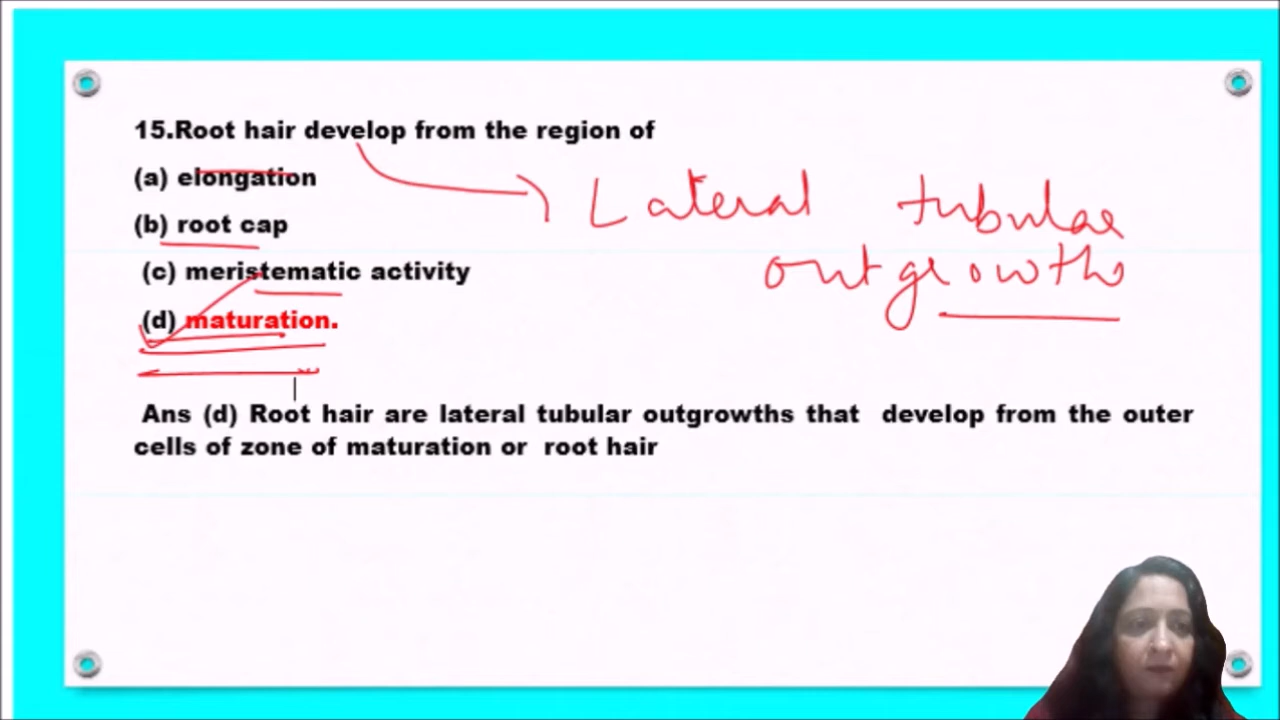 15.Root hair develop from the region of
(a) elongation
(b) root cap
(c) meristematic activity
(d) maturation.
Lateral tubular
outgrowths
Ans (d) Root hair are lateral tubular outgrowths that develop from the outer
cells of zone of maturation or root hair